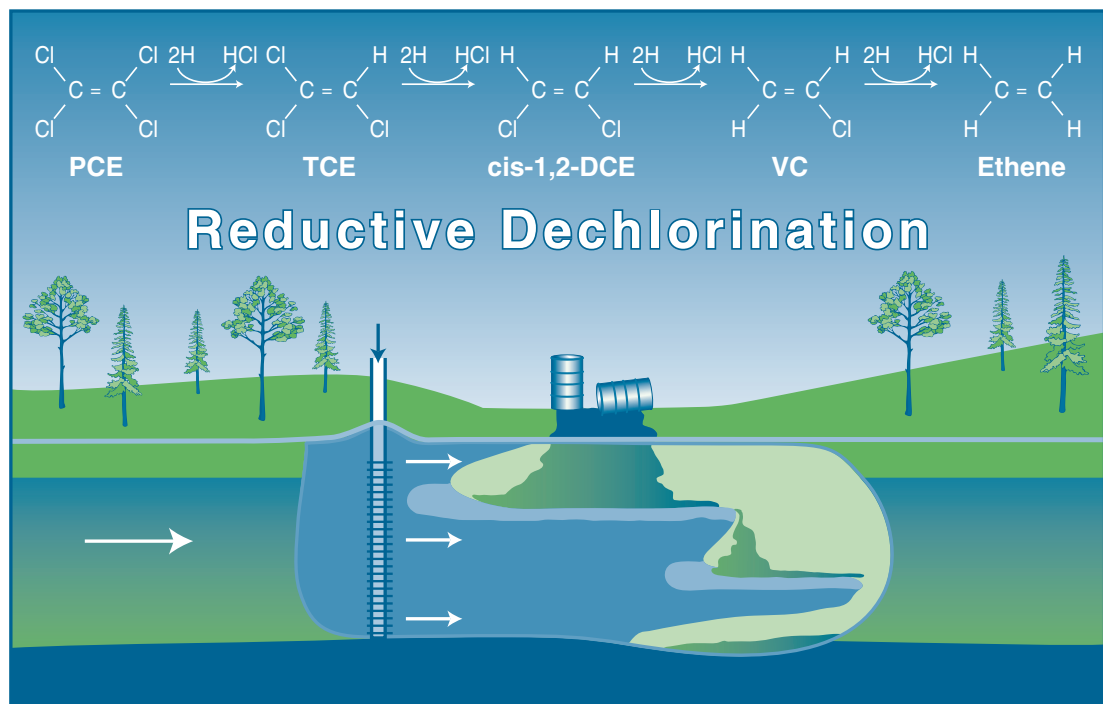 Cl Cl 2H HCl Cl H 2H HCl H H 2H HCl H H 2H HCl H H
C = C C = C C = C C = C C = C
Cl Cl Cl Cl Cl Cl H Cl H H
PCE TCE cis-1,2-DCE VC Ethene
Reductive Dechlorination